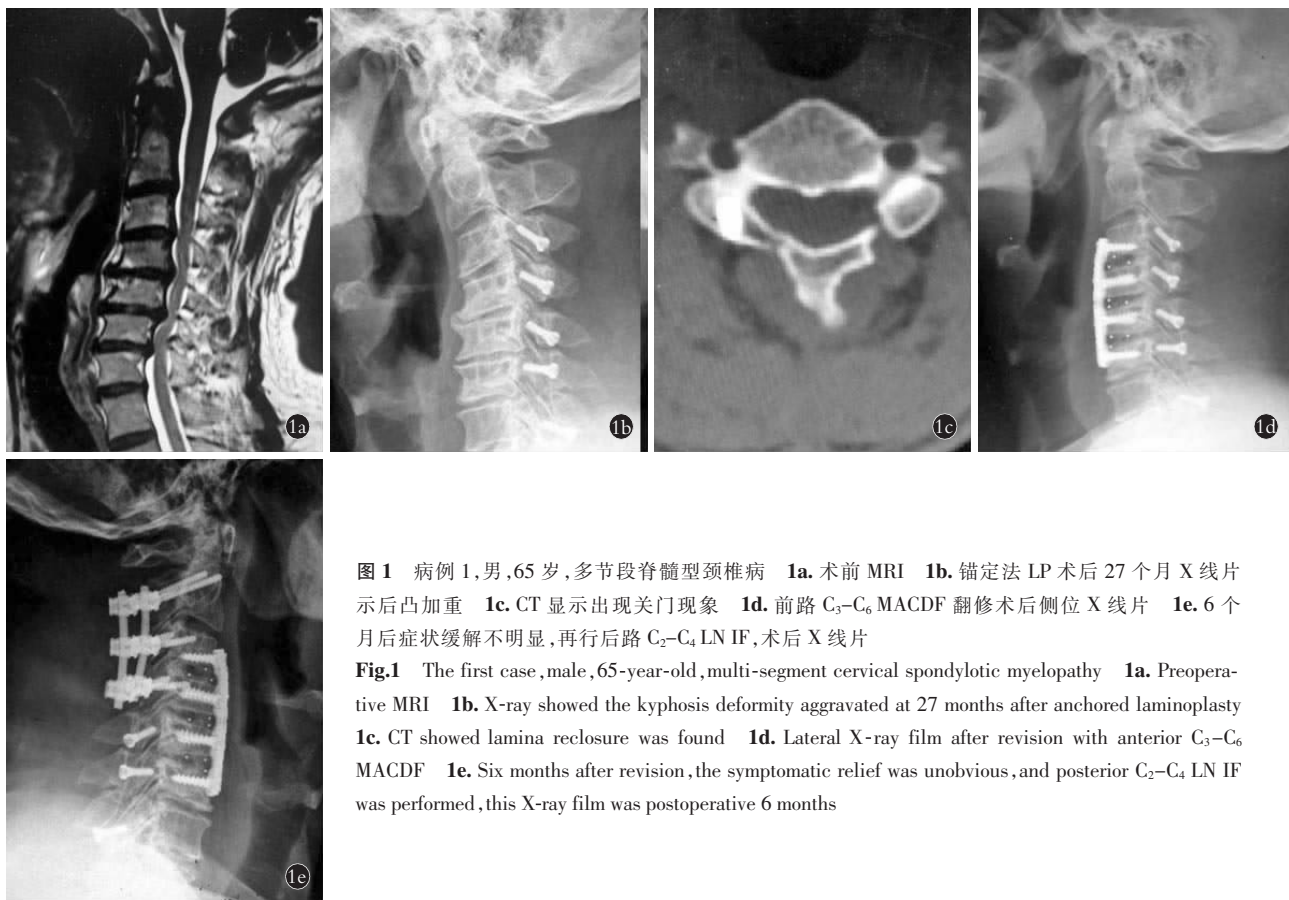 1a
1b
1c
1d
1e
图 1 病例 1,男,65 岁,多节段脊髓型颈椎病 1a. 术前 MRI 1b. 锚定法 LP 术后 27 个月 X 线片
示后凸加重 1c. CT 显示出现关门现象 1d. 前路 C₃-C₆ MACDF 翻修术后侧位 X 线片 1e. 6 个
月后症状缓解不明显,再行后路 C₂-C₄ LN IF,术后 X 线片
Fig.1 The first case,male,65-year-old,multi-segment cervical spondylotic myelopathy 1a. Preopera-
tive MRI 1b. X-ray showed the kyphosis deformity aggravated at 27 months after anchored laminoplasty
1c. CT showed lamina reclosure was found 1d. Lateral X-ray film after revision with anterior C₃-C₆
MACDF 1e. Six months after revision,the symptomatic relief was unobvious,and posterior C₂-C₄ LN IF
was performed,this X-ray film was postoperative 6 months